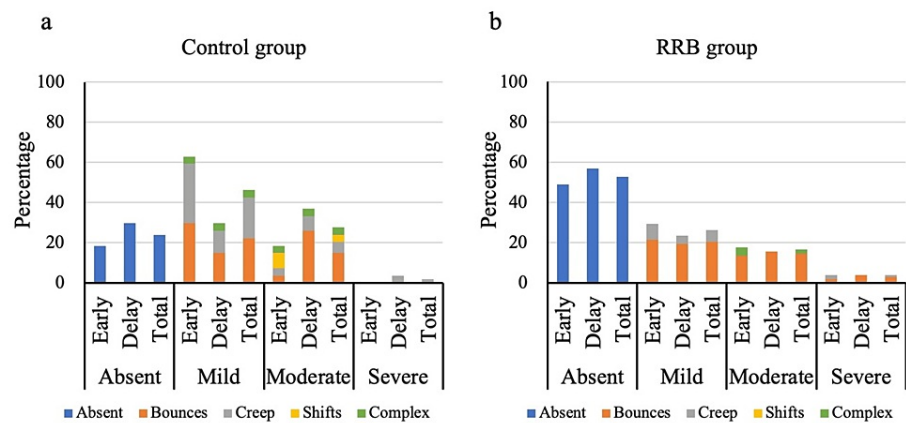 a
Control group
Percentage
100
80
60
40
20
0
Early Delay Total Early Delay Total Early Delay Total Early Delay Total
Absent Mild Moderate Severe
Absent Bounces Creep Shifts Complex
b
RRB group
Percentage
100
80
60
40
20
0
Early Delay Total Early Delay Total Early Delay Total Early Delay Total
Absent Mild Moderate Severe
Absent Bounces Creep Shifts Complex